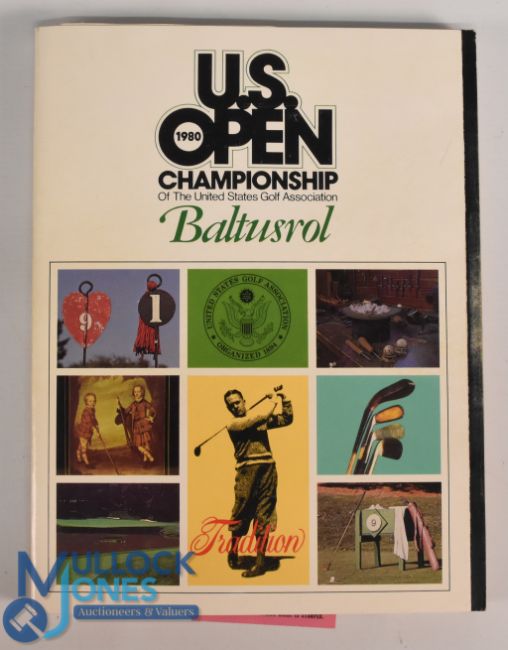 U.S.
1980
OPEN
CHAMPIONSHIP
Of The United States Golf Association
Baltusrol
9 1
UNITED STATES GOLF ASSOCIATION
ORGANIZED 1894
Tradition
9
MULLOCK
JONES
Auctioneers & Valuers